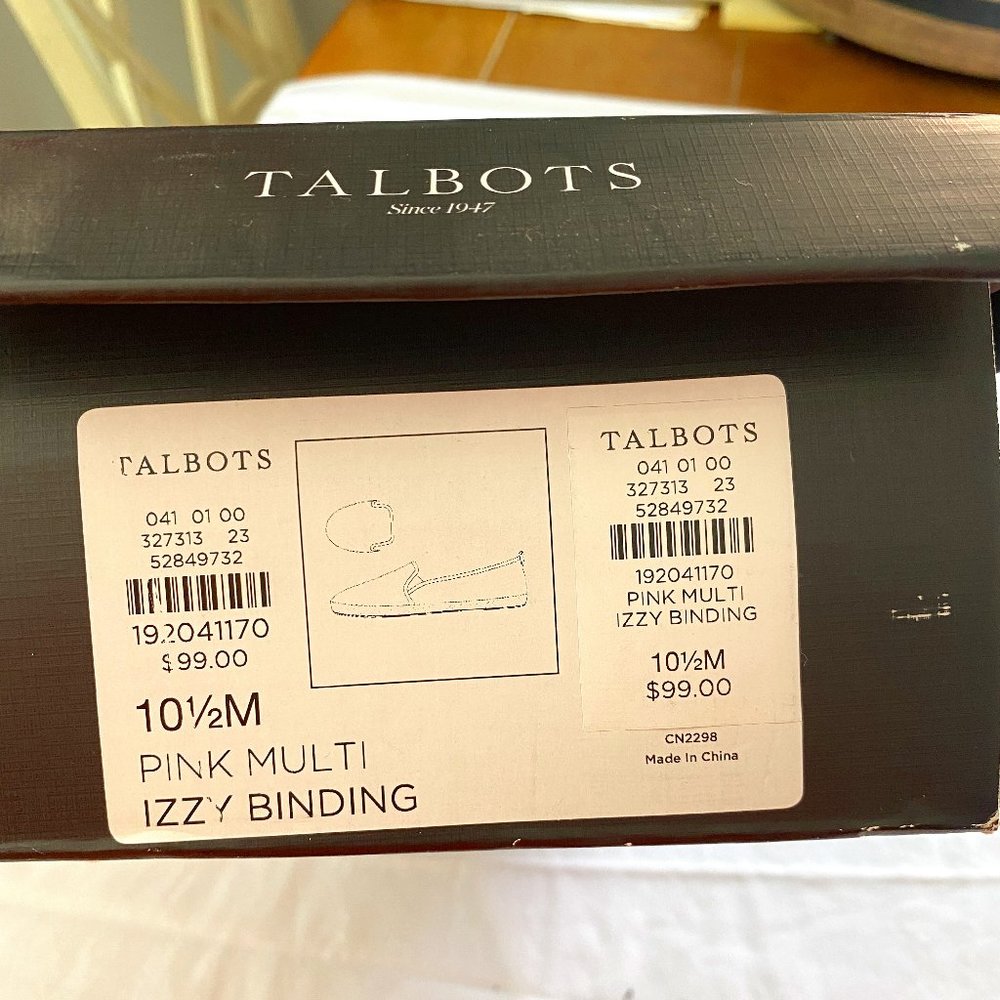 TALBOTS
Since 1947
TALBOTS
041 01 00
327313 23
52849732
192041170
$99.00
10½M
PINK MULTI
IZZY BINDING
TALBOTS
041 01 00
327313 23
52849732
192041170
PINK MULTI
IZZY BINDING
10½M
$99.00
CN2298
Made In China